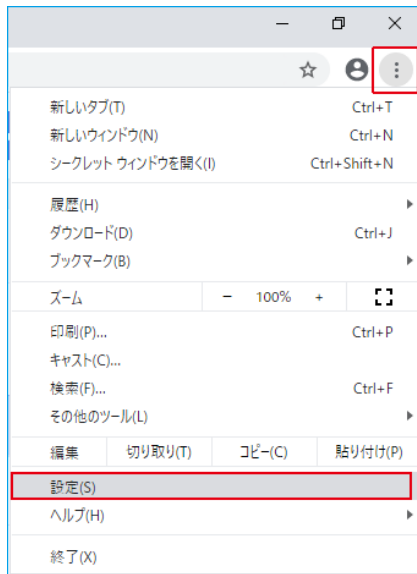 新しいタブ(T) Ctrl+T
新しいウィンドウ(N) Ctrl+N
シークレット ウィンドウを開く(I) Ctrl+Shift+N
履歴(H)
ダウンロード(D) Ctrl+J
ブックマーク(B)
ズーム － 100% +
印刷(P)... Ctrl+P
キャスト(C)...
検索(F)... Ctrl+F
その他のツール(L)
編集 切り取り(T) コピー(C) 貼り付け(P)
設定(S)
ヘルプ(H)
終了(X)